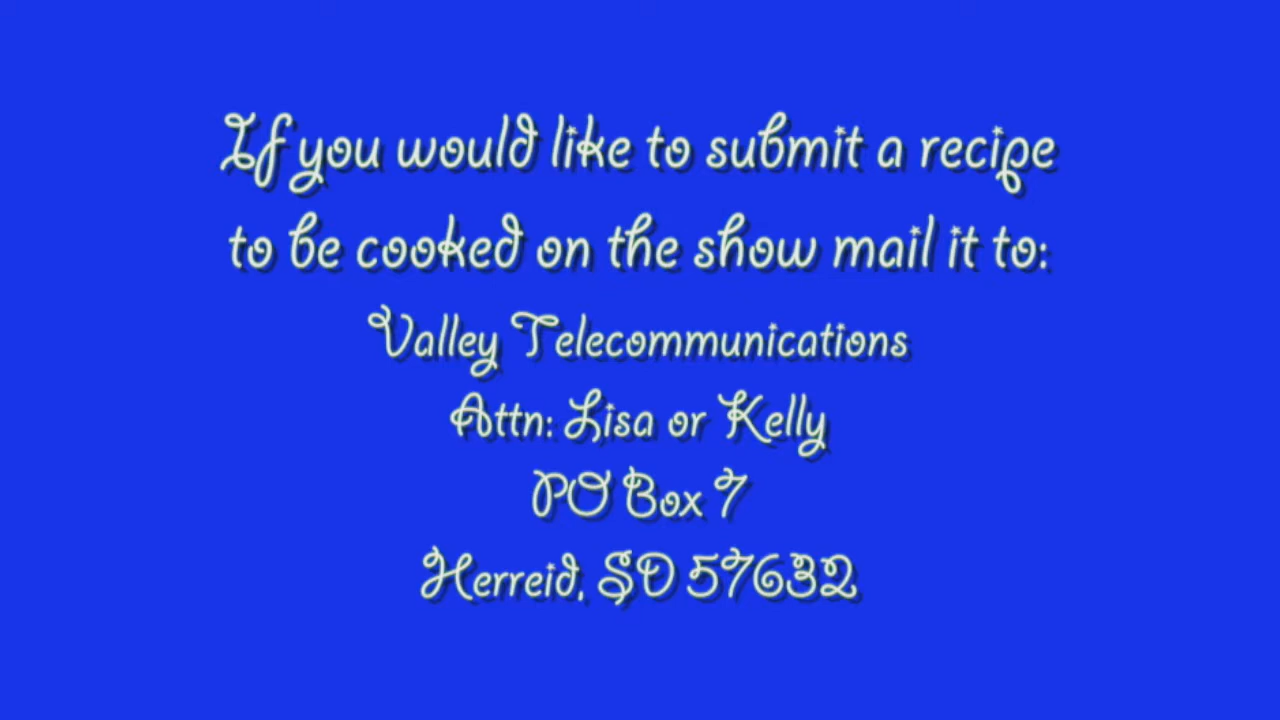 If you would like to submit a recipe
to be cooked on the show mail it to:
Valley Telecommunications
Attn: Lisa or Kelly
PO Box 7
Herreid, SD 57632